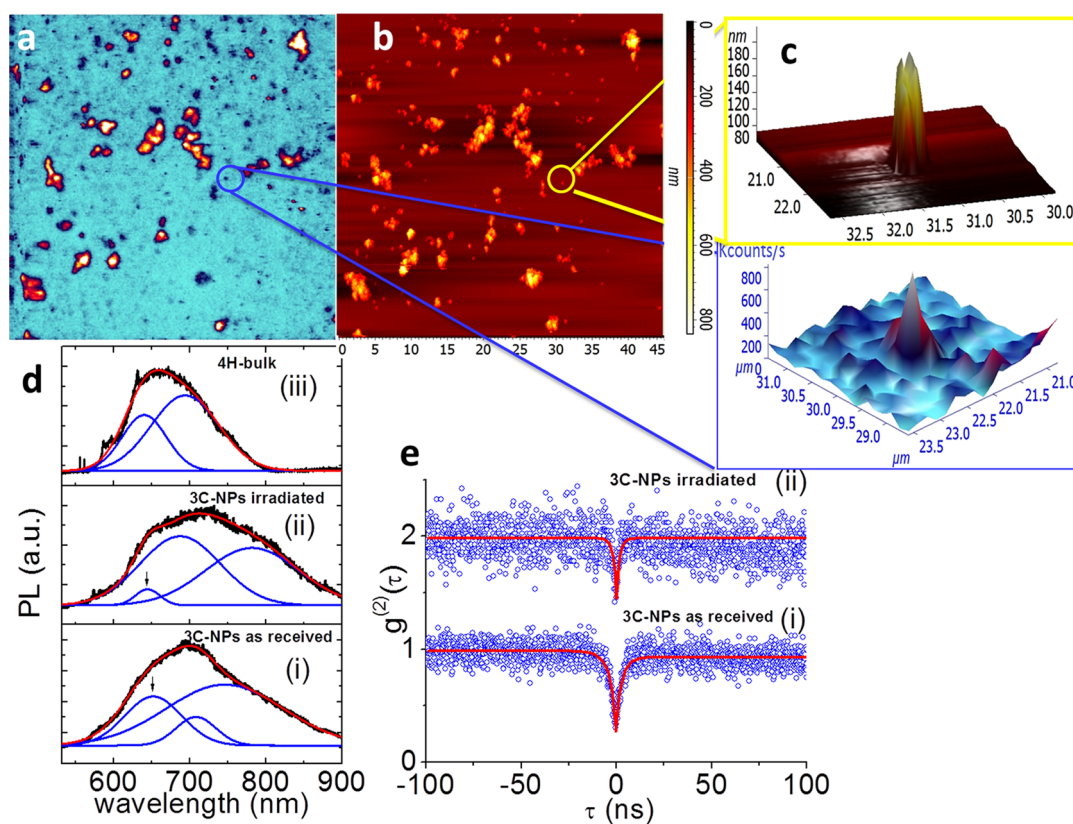 a
b
0
200
400
600
800
nm
0 5 10 15 20 25 30 35 40 45
c
nm
180
160
140
120
100
80
21.0
22.0
32.5 32.0 31.5 31.0 30.5 30.0
Kcounts/s
800
600
400
200
µm
31.0
30.5
30.0
29.5
29.0
µm
23.5
23.0
22.5
22.0
21.5
21.0
d
4H-bulk
(iii)
3C-NPs irradiated
(ii)
3C-NPs as received
(i)
PL (a.u.)
600 700 800 900
wavelength (nm)
e
3C-NPs irradiated (ii)
3C-NPs as received (i)
g(2)(τ)
2
1
0
-100 -50 0 50 100
τ (ns)